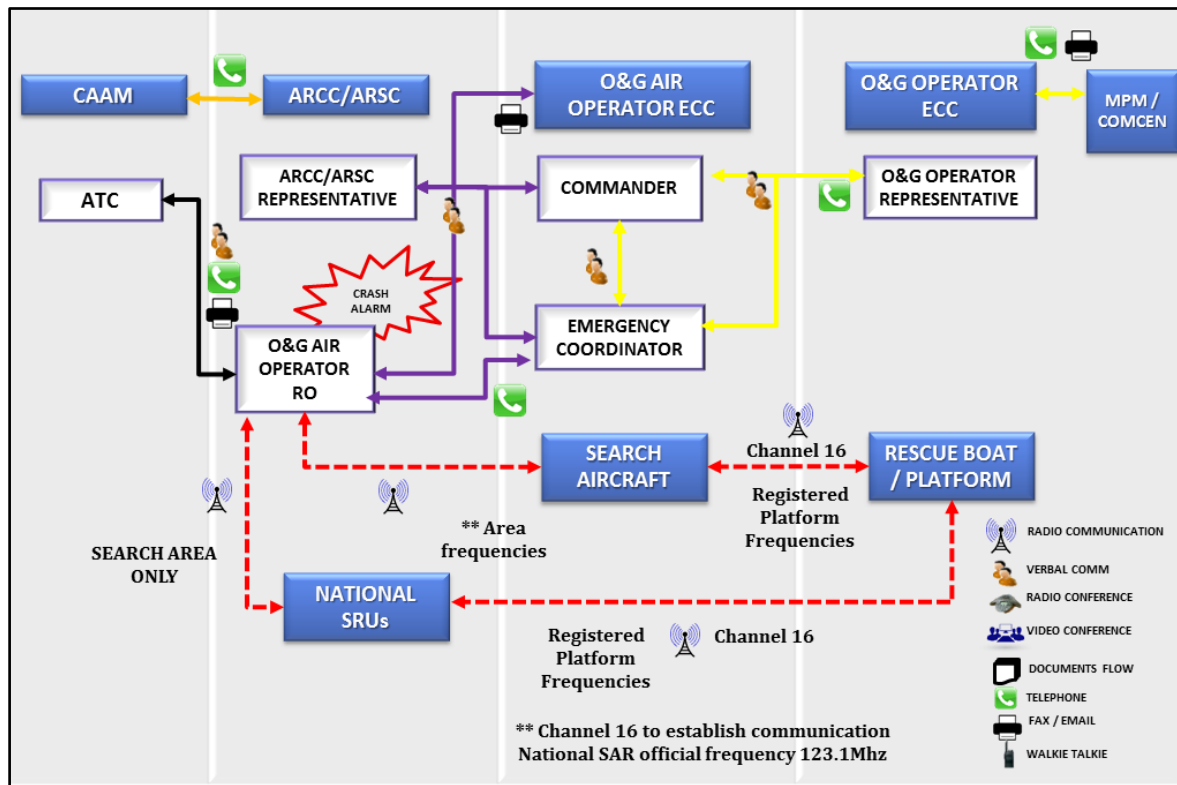 CAAM
ARCC/ARSC
O&G AIR
OPERATOR ECC
O&G OPERATOR
ECC
MPM /
COMCEN
ATC
ARCC/ARSC
REPRESENTATIVE
COMMANDER
O&G OPERATOR
REPRESENTATIVE
CRASH
ALARM
O&G AIR
OPERATOR
RO
EMERGENCY
COORDINATOR
SEARCH
AIRCRAFT
Channel 16
RESCUE BOAT
/ PLATFORM
Registered
Platform
Frequencies
** Area
frequencies
SEARCH AREA
ONLY
NATIONAL
SRUs
Registered
Platform
Frequencies
Channel 16
** Channel 16 to establish communication
National SAR official frequency 123.1Mhz
RADIO COMMUNICATION
VERBAL COMM
RADIO CONFERENCE
VIDEO CONFERENCE
DOCUMENTS FLOW
TELEPHONE
FAX / EMAIL
WALKIE TALKIE